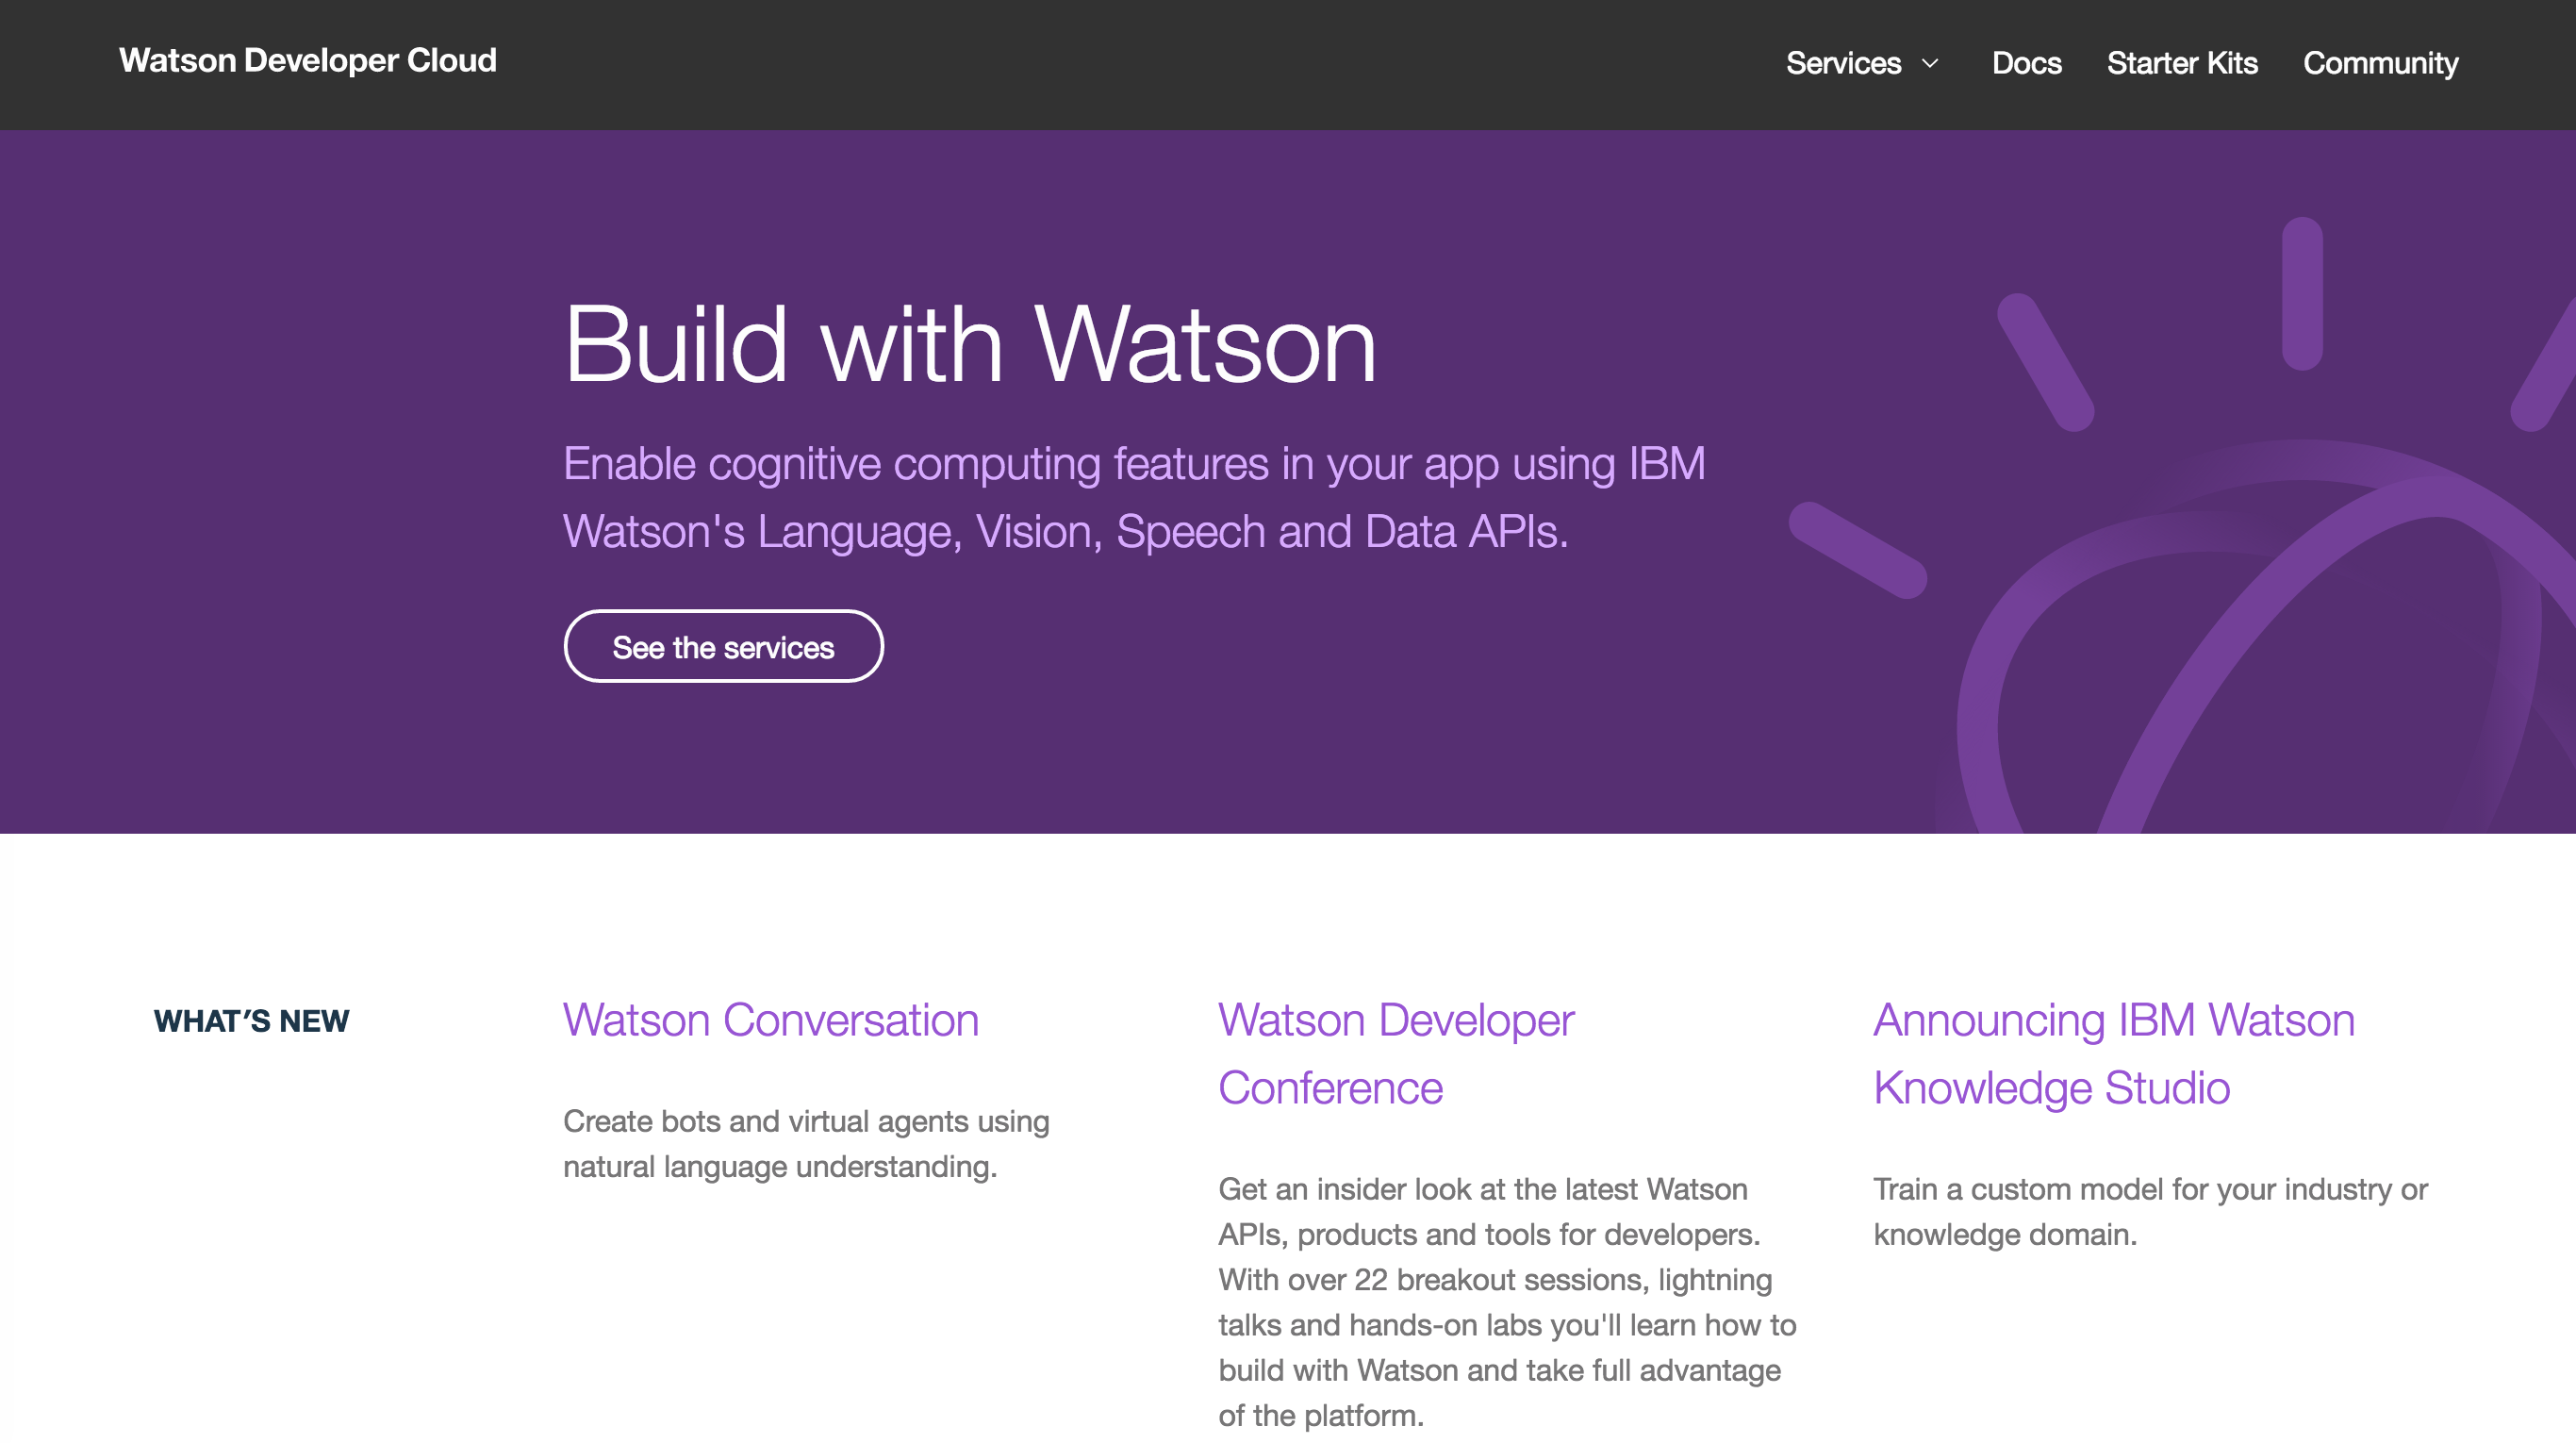 Watson Developer Cloud
Services
Docs
Starter Kits
Community
Build with Watson
Enable cognitive computing features in your app using IBM
Watson's Language, Vision, Speech and Data APIs.
See the services
WHAT’S NEW
Watson Conversation
Create bots and virtual agents using
natural language understanding.
Watson Developer
Conference
Get an insider look at the latest Watson
APIs, products and tools for developers.
With over 22 breakout sessions, lightning
talks and hands-on labs you'll learn how to
build with Watson and take full advantage
of the platform.
Announcing IBM Watson
Knowledge Studio
Train a custom model for your industry or
knowledge domain.